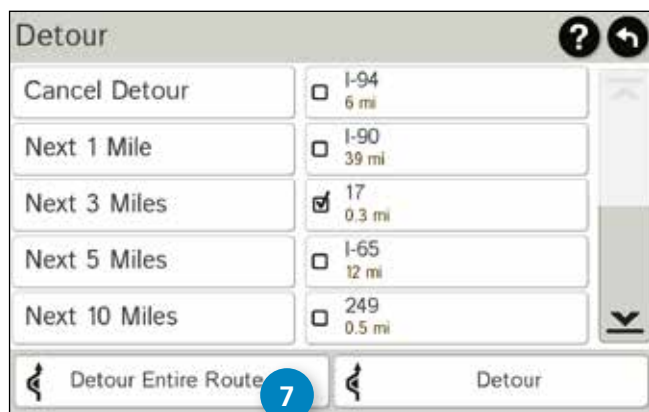 Detour
?
Cancel Detour
I-94
6 mi
Next 1 Mile
I-90
39 mi
Next 3 Miles
17
0.3 mi
Next 5 Miles
I-65
12 mi
Next 10 Miles
249
0.5 mi
Detour Entire Route
7
Detour